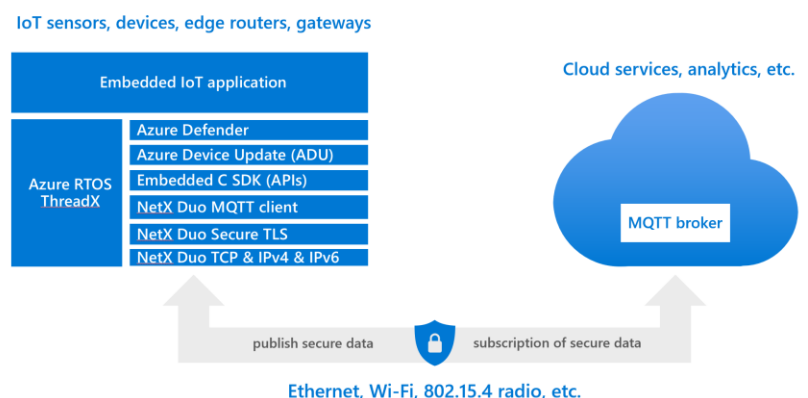 IoT sensors, devices, edge routers, gateways
Embedded IoT application
Azure RTOS
ThreadX
Azure Defender
Azure Device Update (ADU)
Embedded C SDK (APIs)
NetX Duo MQTT client
NetX Duo Secure TLS
NetX Duo TCP & IPv4 & IPv6
Cloud services, analytics, etc.
MQTT broker
publish secure data
subscription of secure data
Ethernet, Wi-Fi, 802.15.4 radio, etc.